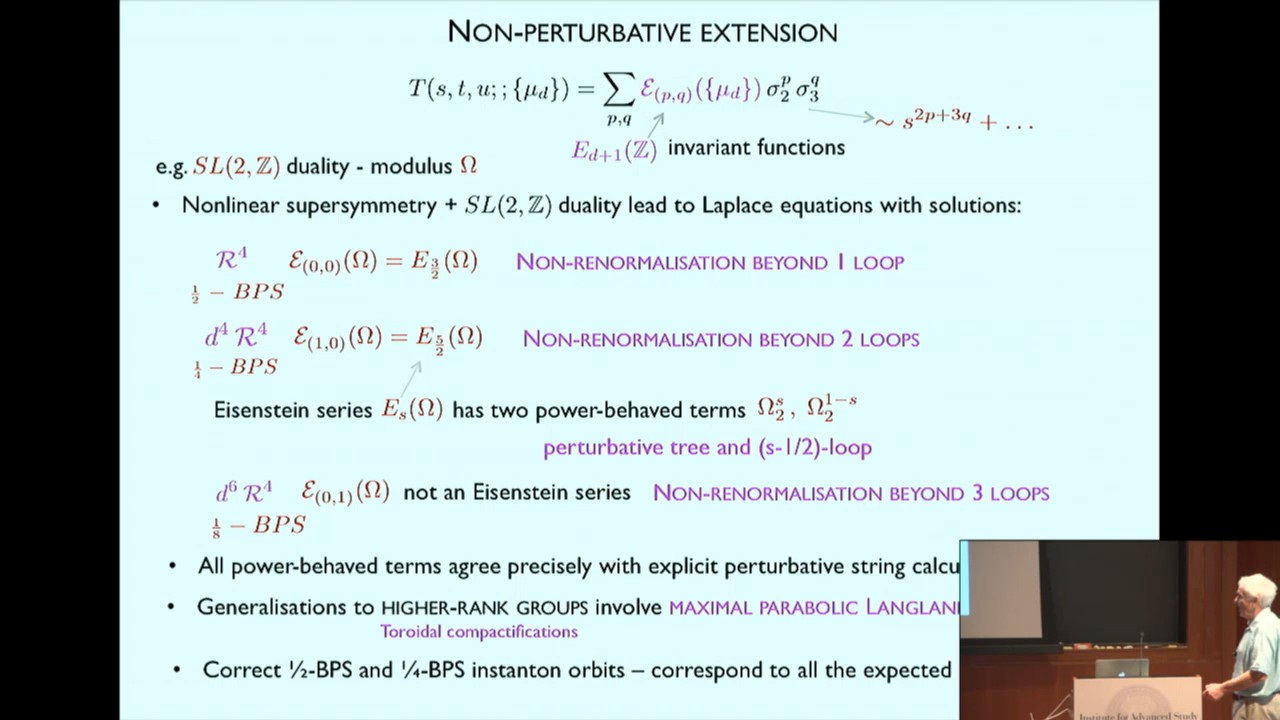 NON-PERTURBATIVE EXTENSION
T(s, t, u; ; {μ_d}) = ∑_{p,q} ℰ_{(p,q)}({μ_d}) σ_2^p σ_3^q
∼ s^{2p+3q} + …
E_{d+1}(ℤ) invariant functions
e.g. SL(2, ℤ) duality - modulus Ω
• Nonlinear supersymmetry + SL(2, ℤ) duality lead to Laplace equations with solutions:
ℛ^4 ℰ_{(0,0)}(Ω) = E_{3/2}(Ω) NON-RENORMALISATION BEYOND 1 LOOP
1/2 − BPS
d^4 ℛ^4 ℰ_{(1,0)}(Ω) = E_{5/2}(Ω) NON-RENORMALISATION BEYOND 2 LOOPS
1/4 − BPS
Eisenstein series E_s(Ω) has two power-behaved terms Ω_2^s , Ω_2^{1−s}
perturbative tree and (s-1/2)-loop
d^6 ℛ^4 ℰ_{(0,1)}(Ω) not an Eisenstein series NON-RENORMALISATION BEYOND 3 LOOPS
1/8 − BPS
• All power-behaved terms agree precisely with explicit perturbative string calcu
• Generalisations to HIGHER-RANK GROUPS involve MAXIMAL PARABOLIC LANGLAN
Toroidal compactifications
• Correct ½-BPS and ¼-BPS instanton orbits – correspond to all the expected
Institute for Advanced Study